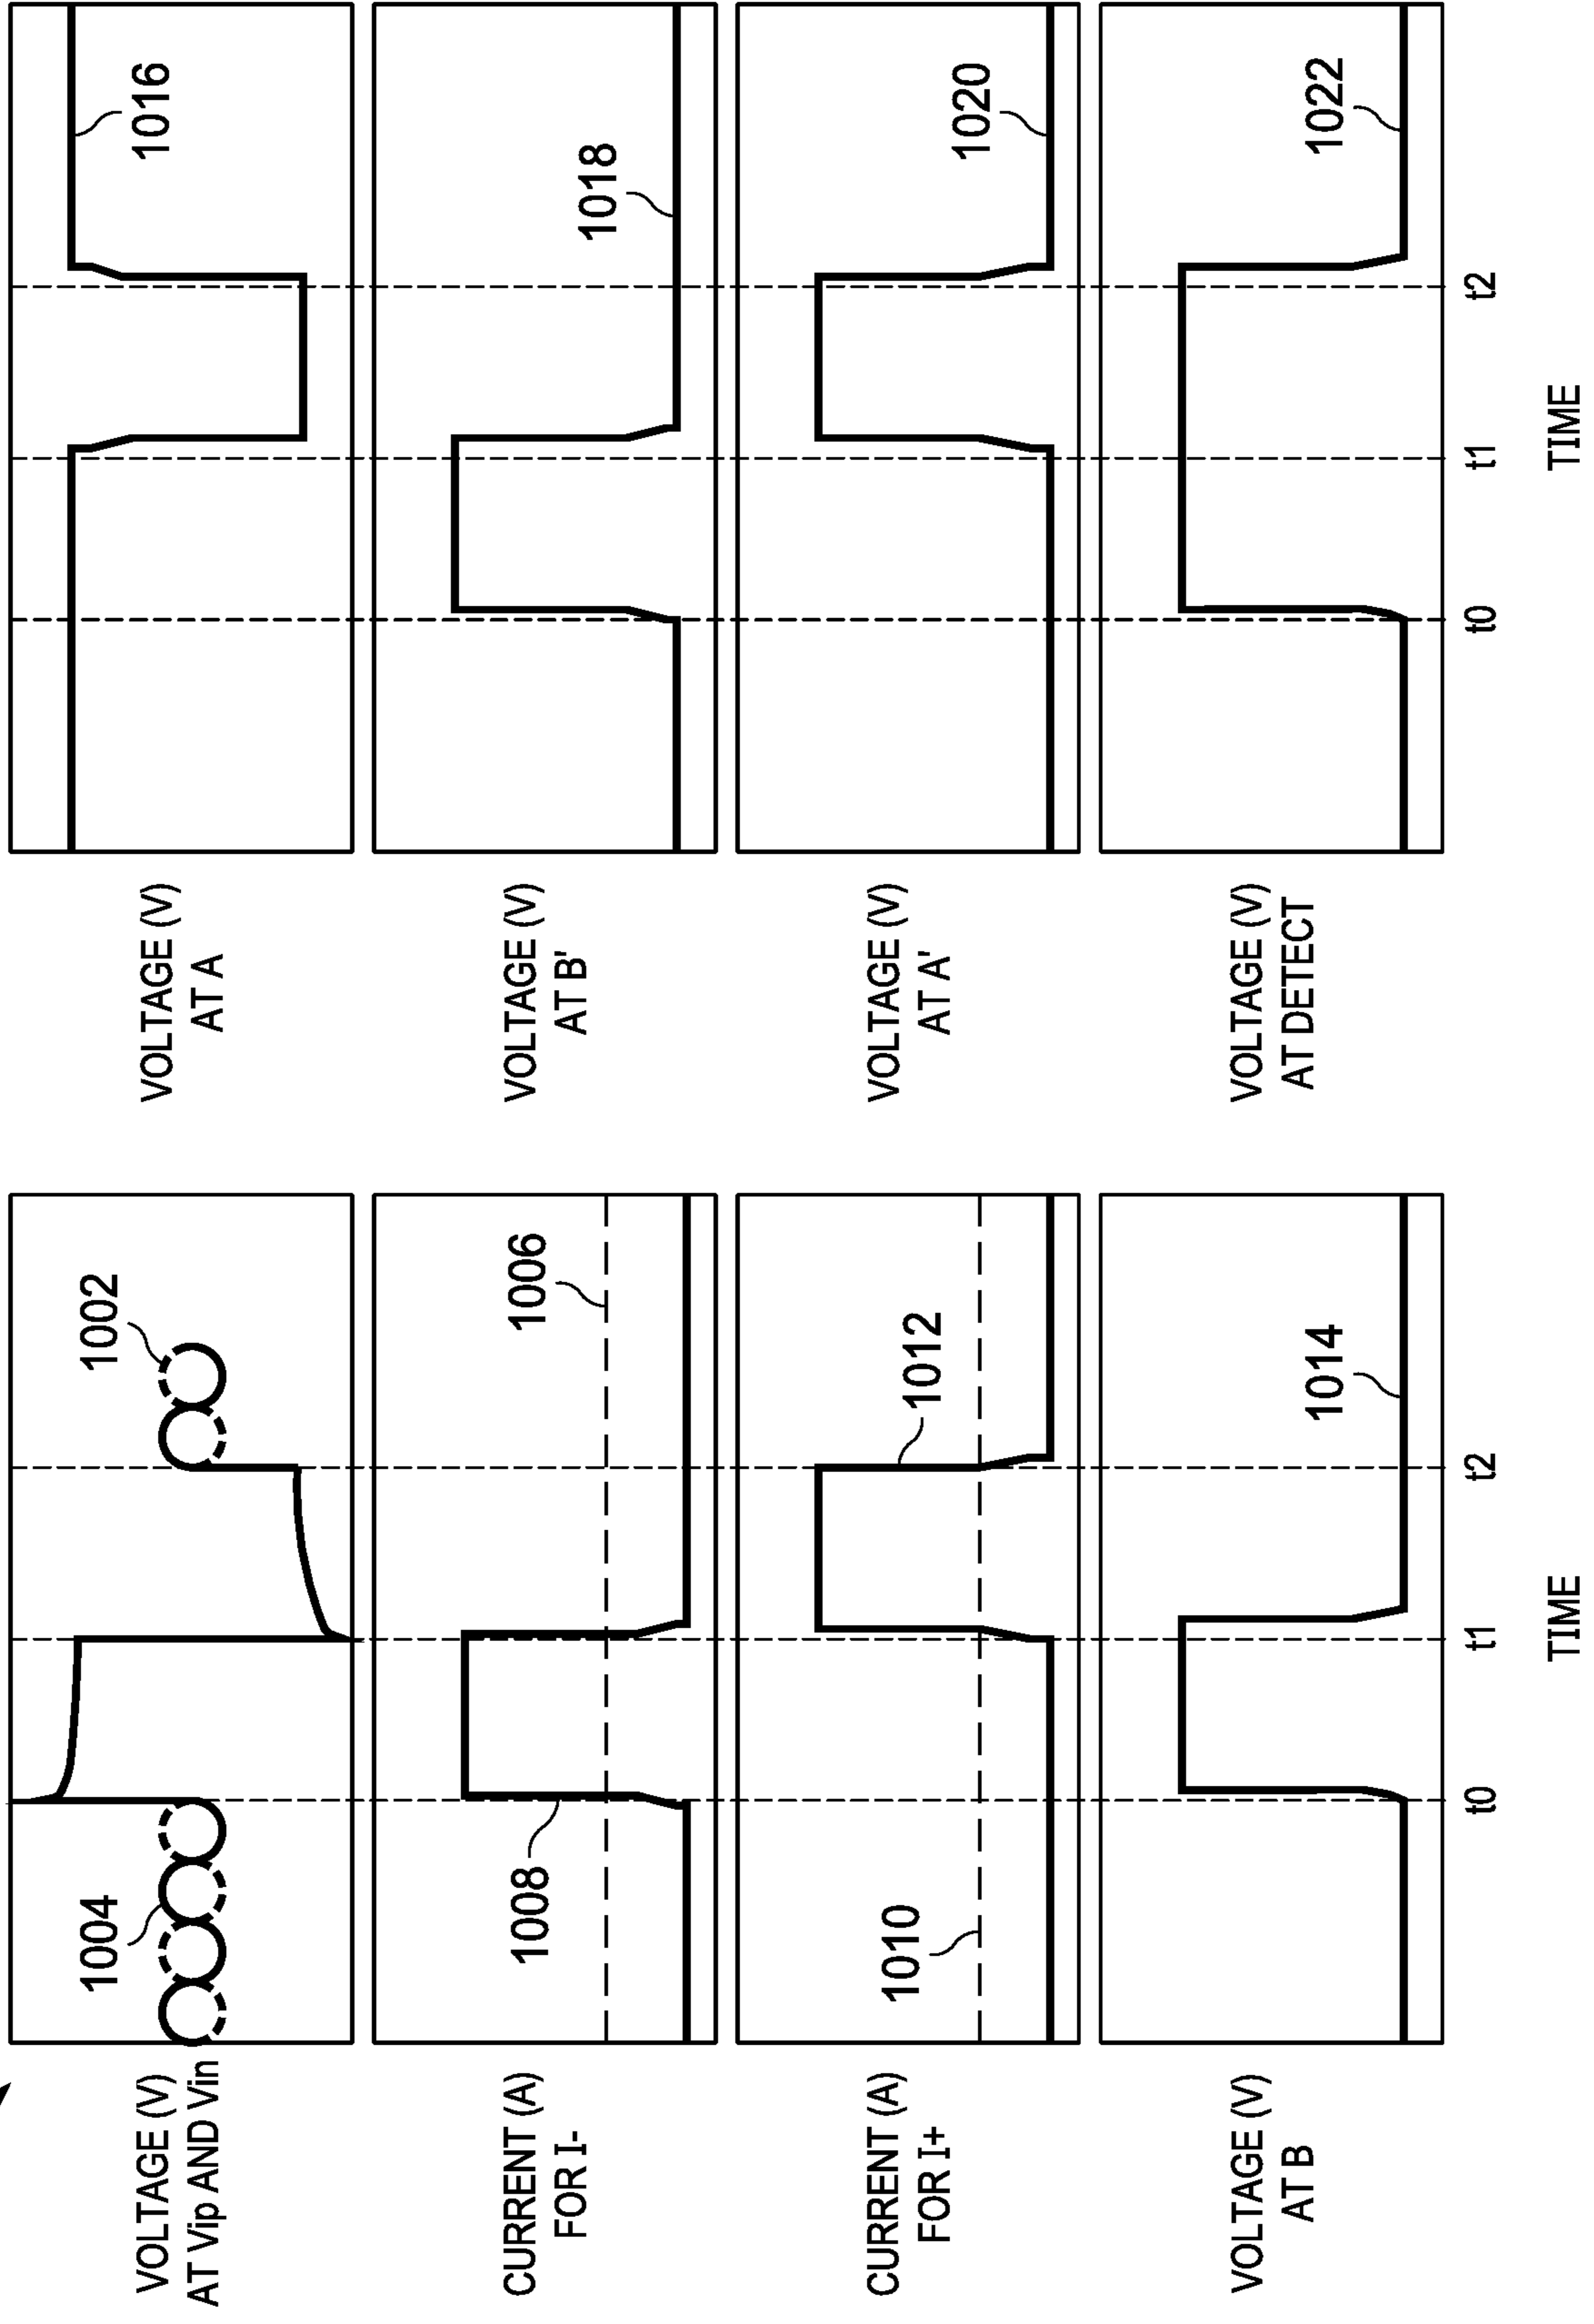 VOLTAGE (V)
AT Vip AND Vin
1004
1002
CURRENT (A)
FOR I-
1008
1006
CURRENT (A)
FOR I+
1010
1012
VOLTAGE (V)
AT B
1014
t0
t1
t2
TIME
VOLTAGE (V)
AT A
1016
VOLTAGE (V)
AT B'
1018
VOLTAGE (V)
AT A'
1020
VOLTAGE (V)
AT DETECT
1022
t0
t1
t2
TIME